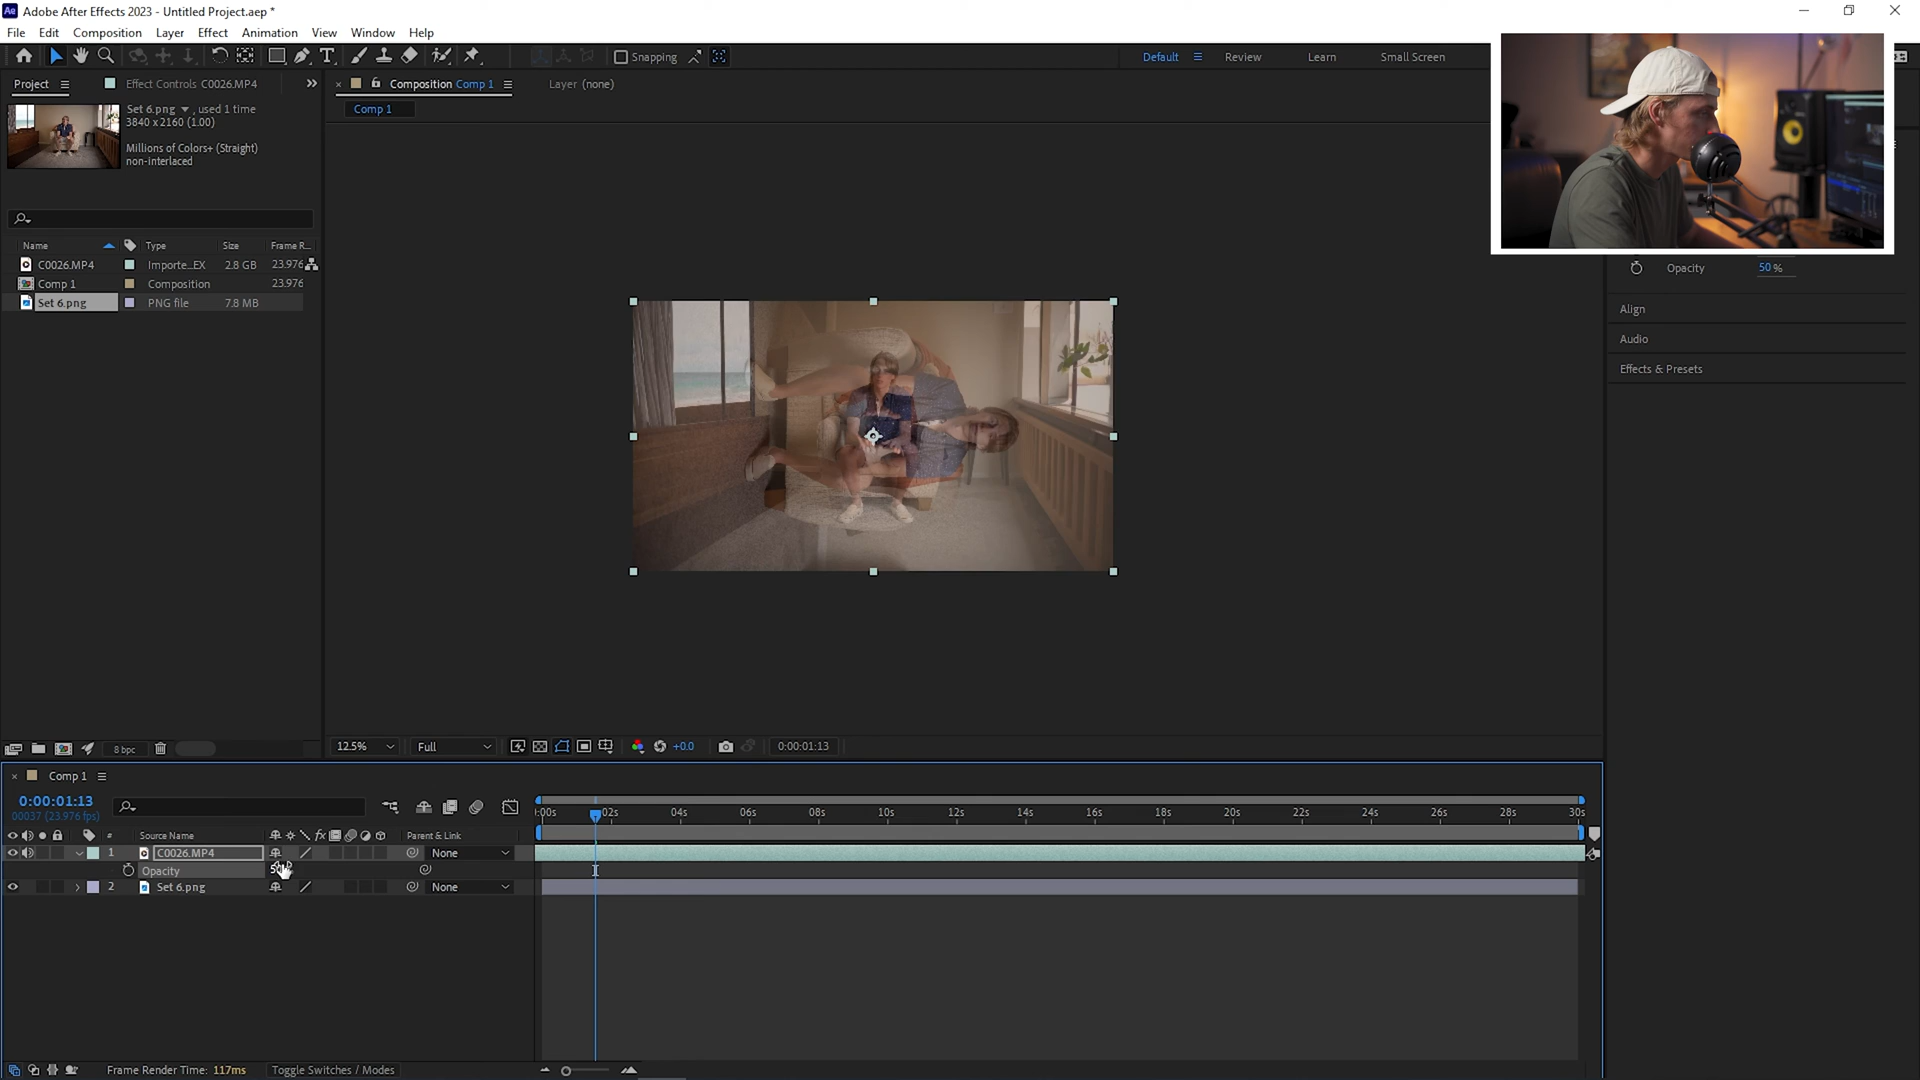 Adobe After Effects 2023 - Untitled Project.aep *
File Edit Composition Layer Effect Animation View Window Help
Snapping
Default Review Learn Small Screen
Project Effect Controls C0026.MP4
Composition Comp 1 Layer (none)
Comp 1
Set 6.png , used 1 time
3840 x 2160 (1.00)
Millions of Colors+ (Straight)
non-interlaced
Name Type Size Frame R...
C0026.MP4 Importe...EX 2.8 GB 23.976
Comp 1 Composition 23.976
Set 6.png PNG file 7.8 MB
Opacity 50 %
Align
Audio
Effects & Presets
8 bpc
12.5% Full +0.0 0:00:01:13
Comp 1
0:00:01:13
00037 (23.976 fps)
:00s 02s 04s 06s 08s 10s 12s 14s 16s 18s 20s 22s 24s 26s 28s 30s
# Source Name fx Parent & Link
1 C0026.MP4 None
Opacity
2 Set 6.png None
Frame Render Time: 117ms Toggle Switches / Modes